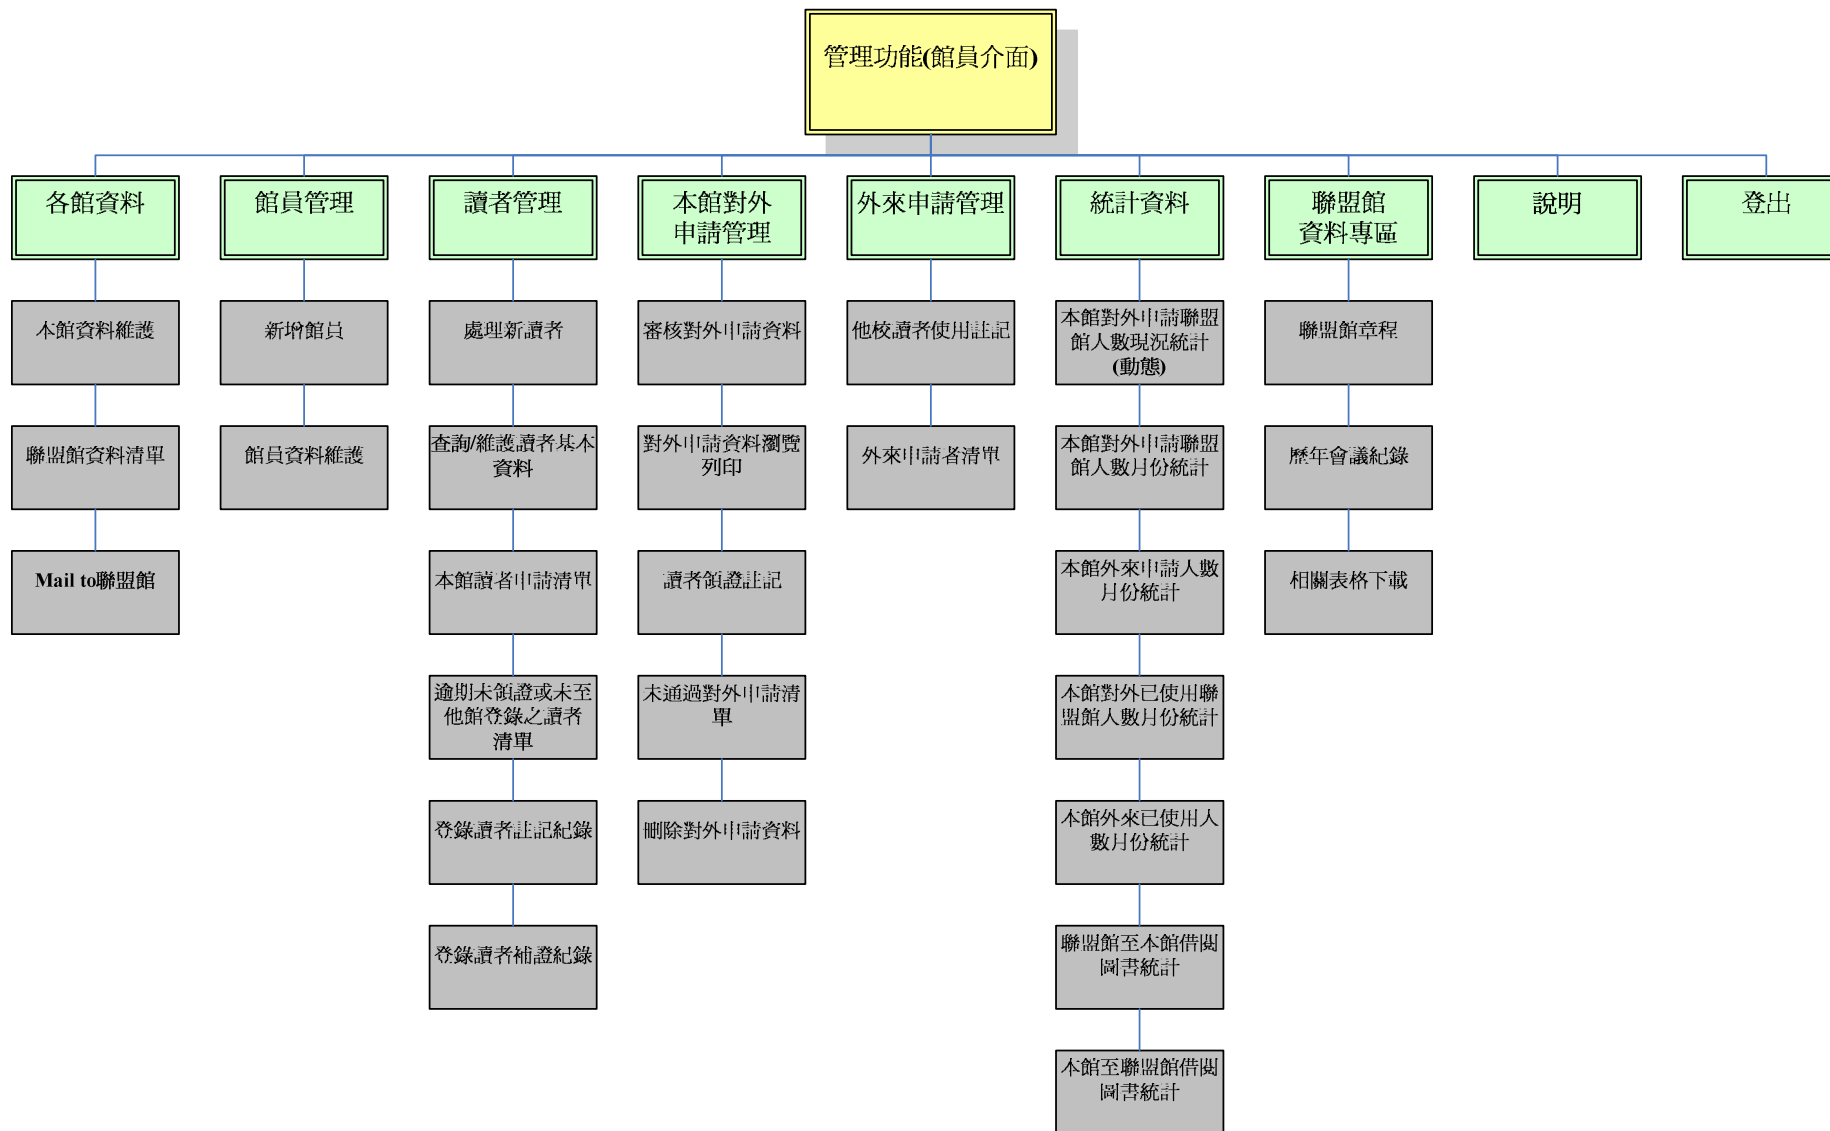 管理功能(館員介面)
各館資料
館員管理
讀者管理
本館對外
申請管理
外來申請管理
統計資料
聯盟館
資料專區
說明
登出
本館資料維護
聯盟館資料清單
Mail to聯盟館
新增館員
館員資料維護
處理新讀者
查詢/維護讀者基本
資料
本館讀者申請清單
逾期未領證或未至
他館登錄之讀者
清單
登錄讀者註記紀錄
登錄讀者補證紀錄
審核對外申請資料
對外申請資料瀏覽
列印
讀者領證註記
未通過對外申請清
單
刪除對外申請資料
他校讀者使用註記
外來申請者清單
本館對外申請聯盟
館人數現況統計
(動態)
本館對外申請聯盟
館人數月份統計
本館外來申請人數
月份統計
本館對外已使用聯
盟館人數月份統計
本館外來已使用人
數月份統計
聯盟館至本館借閱
圖書統計
本館至聯盟館借閱
圖書統計
聯盟館章程
歷年會議紀錄
相關表格下載